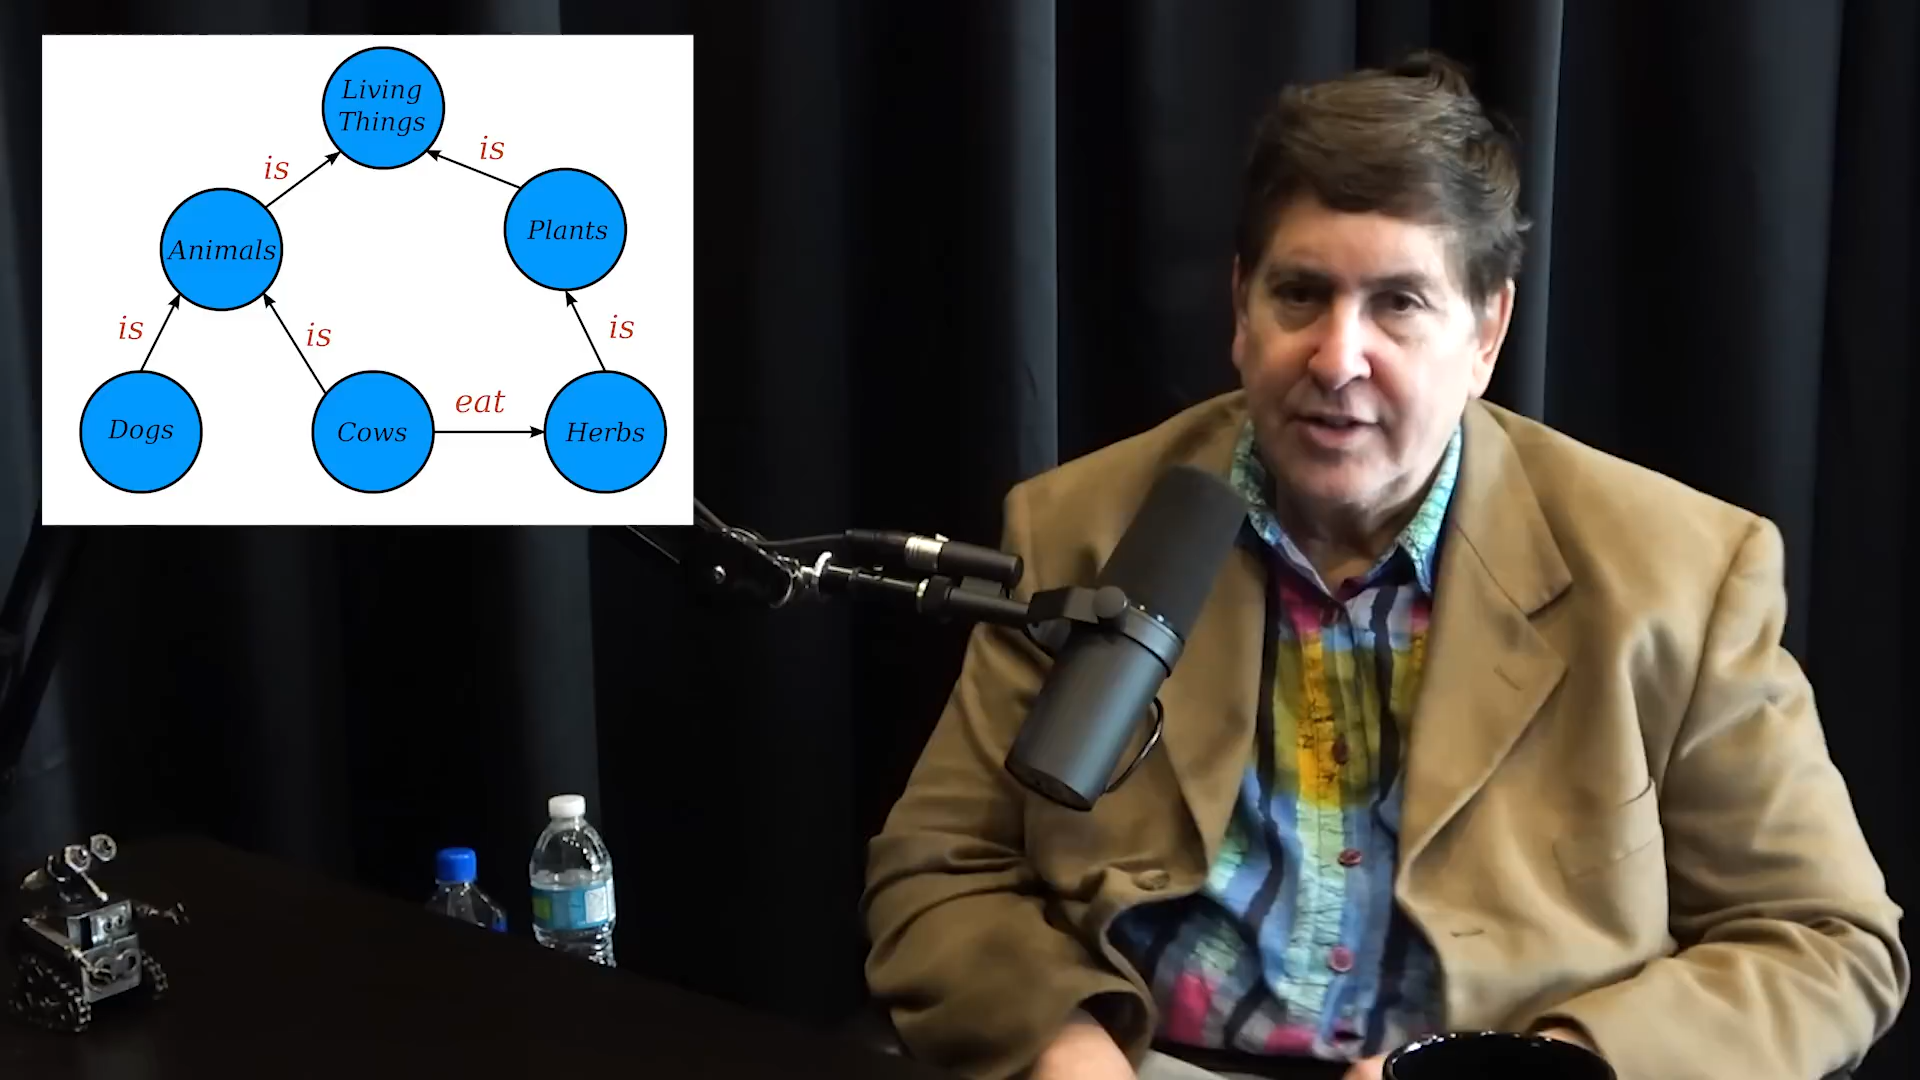 Living
Things
is
is
Animals
Plants
is
is
is
Dogs
Cows
eat
Herbs